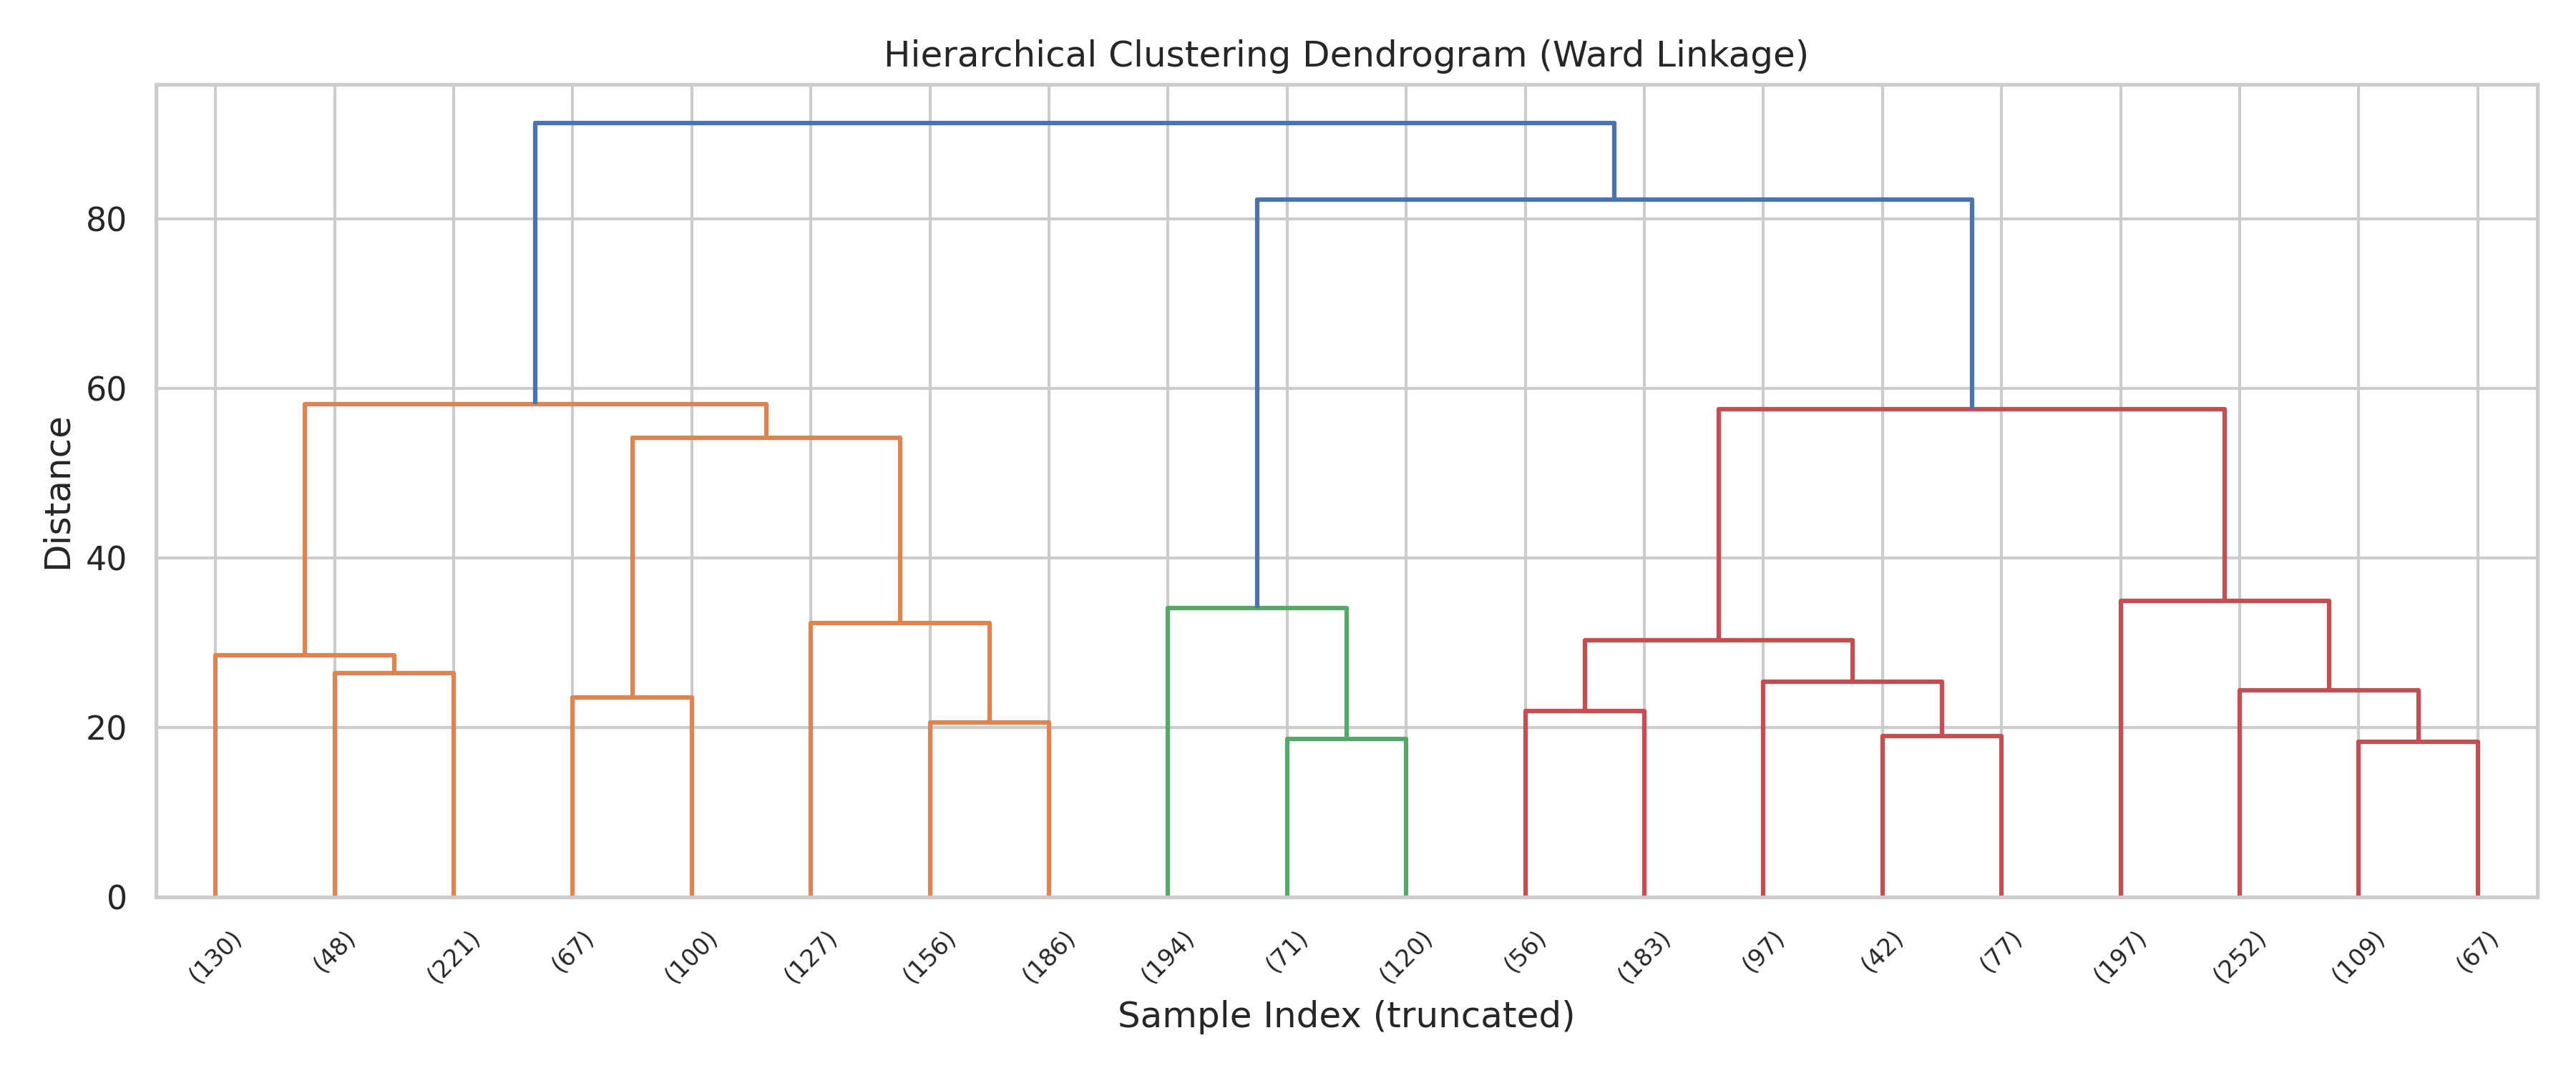 Hierarchical Clustering Dendrogram (Ward Linkage)
80
60
40
20
0
Distance
(130) (48) (221) (67) (100) (127) (156) (186) (194) (71) (120) (56) (183) (97) (42) (77) (197) (252) (109) (67)
Sample Index (truncated)